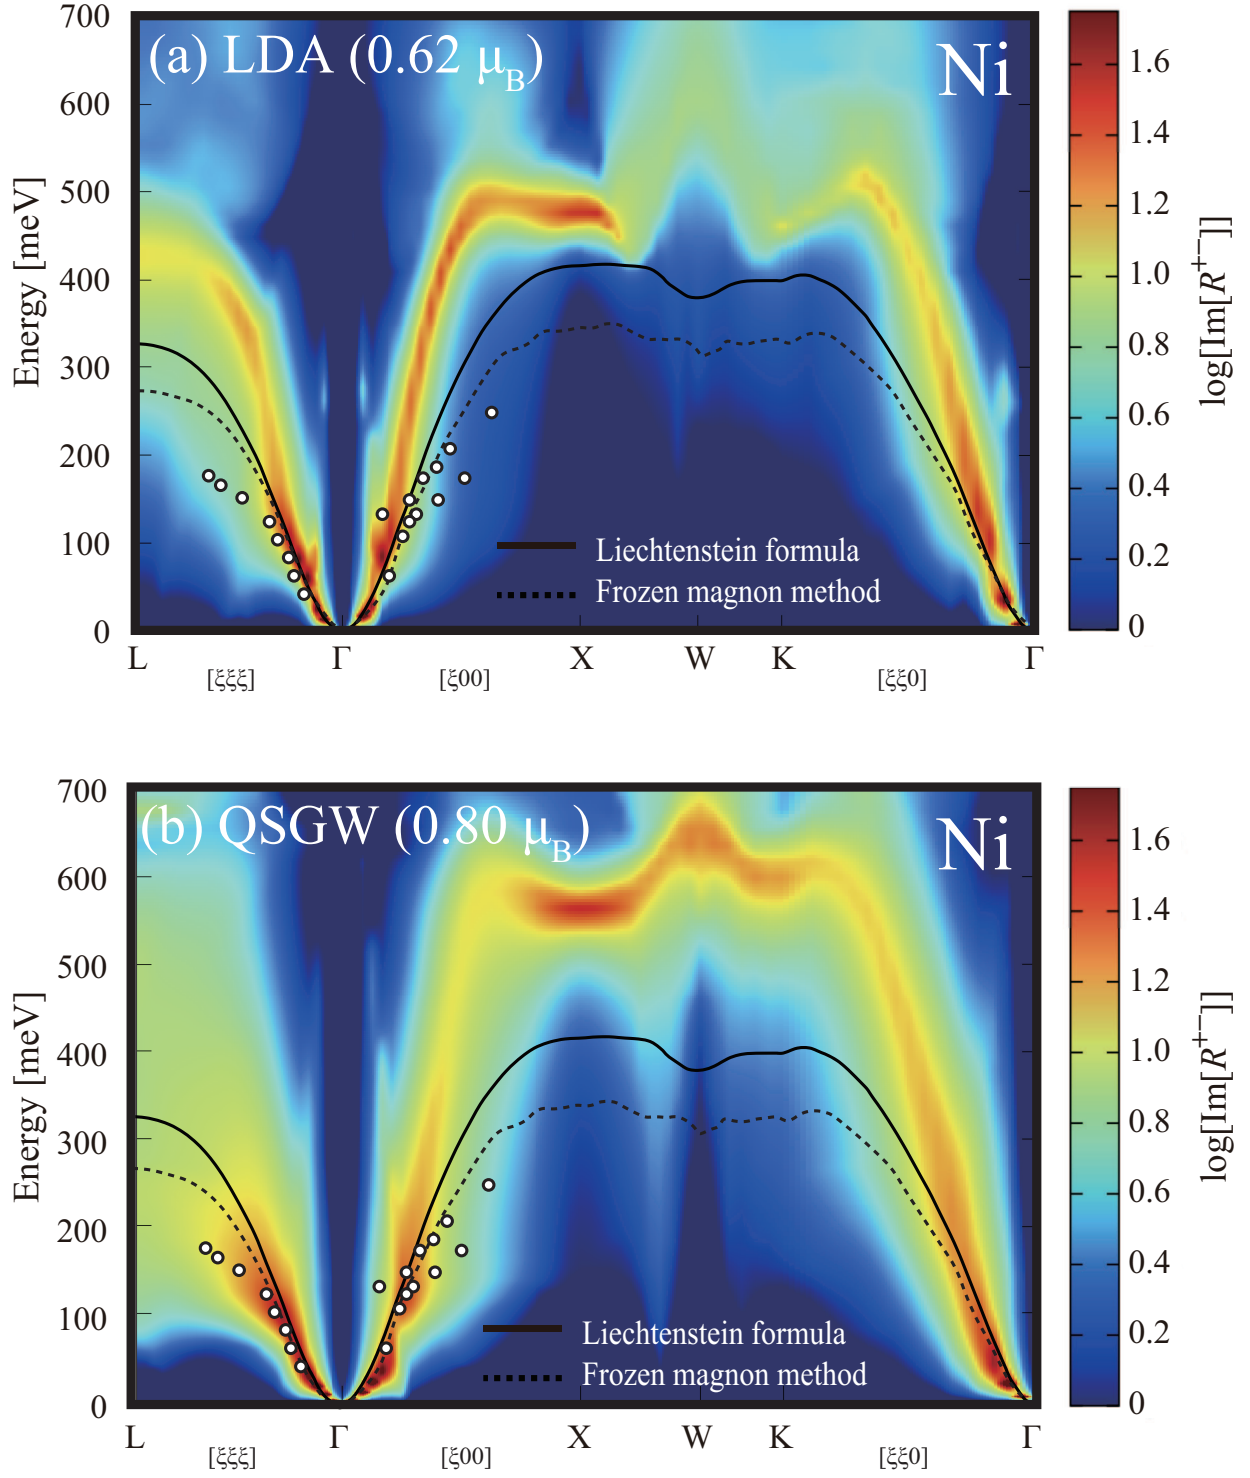 (a) LDA (0.62 μB) Ni
700
600
500
400
300
200
100
0
Energy [meV]
Liechtenstein formula
Frozen magnon method
L Γ X W K Γ
[ξξξ] [ξ00] [ξξ0]
1.6
1.4
1.2
1.0
0.8
0.6
0.4
0.2
0
log[Im[R+−]]
(b) QSGW (0.80 μB) Ni
700
600
500
400
300
200
100
0
Energy [meV]
Liechtenstein formula
Frozen magnon method
L Γ X W K Γ
[ξξξ] [ξ00] [ξξ0]
1.6
1.4
1.2
1.0
0.8
0.6
0.4
0.2
0
log[Im[R+−]]